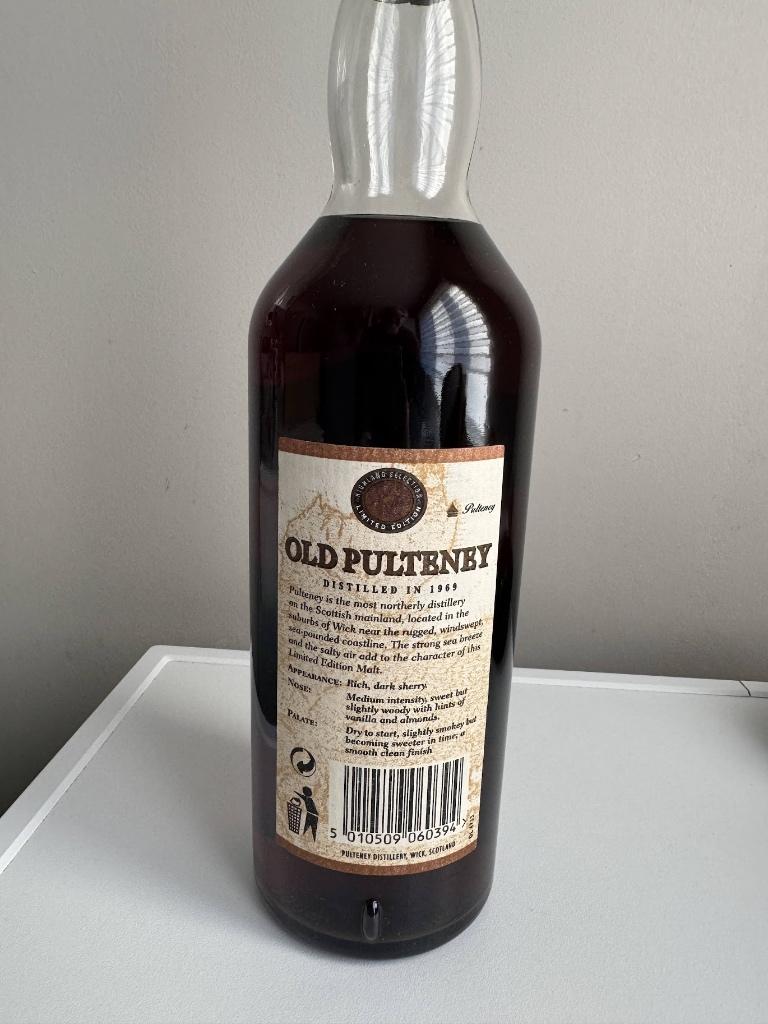 HIGHLAND SELECTION
LIMITED EDITION
Pulteney
OLD PULTENEY
DISTILLED IN 1969
Pulteney is the most northerly distillery
on the Scottish mainland, located in the
suburbs of Wick near the rugged, windswept,
sea-pounded coastline. The strong sea breeze
and the salty air add to the character of this
Limited Edition Malt.
APPEARANCE: Rich, dark sherry.
NOSE: Medium intensity, sweet but
slightly woody with hints of
vanilla and almonds.
PALATE: Dry to start, slightly smokey but
becoming sweeter in time, a
smooth clean finish
5 010509 060394 >
PULTENEY DISTILLERY, WICK, SCOTLAND